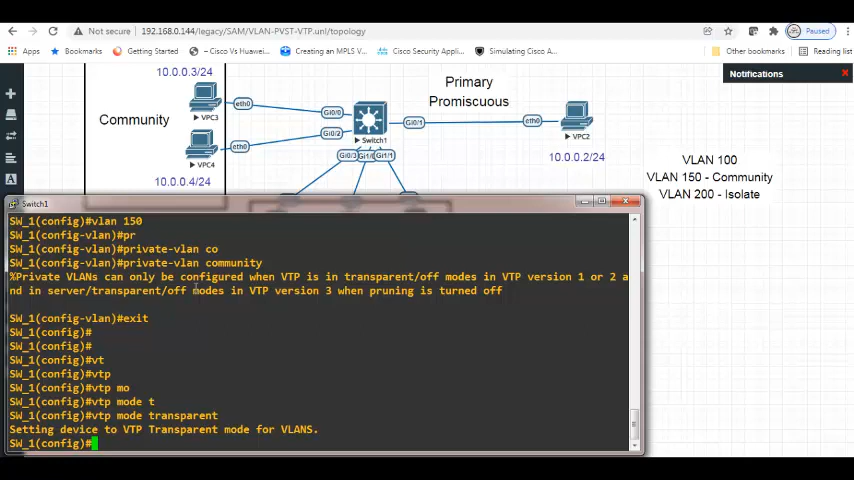 Not secure | 192.168.0.144/legacy/SAM/VLAN-PVST-VTP.unl/topology
Paused
Apps
Bookmarks
Getting Started
– Cisco Vs Huawei...
Creating an MPLS V...
Cisco Security Appl...
Simulating Cisco A...
Other bookmarks
Reading list
Notifications
10.0.0.3/24
Community
VPC3
eth0
Gi0/0
VPC4
eth0
Gi0/2
10.0.0.4/24
Switch1
Gi0/1
Primary
Promiscuous
eth0
VPC2
10.0.0.2/24
Gi0/3
Gi1/1
VLAN 100
VLAN 150 - Community
VLAN 200 - Isolate
Switch1
SW_1(config)#vlan 150
SW_1(config-vlan)#pr
SW_1(config-vlan)#private-vlan co
SW_1(config-vlan)#private-vlan community
%Private VLANs can only be configured when VTP is in transparent/off modes in VTP version 1 or 2 a
nd in server/transparent/off modes in VTP version 3 when pruning is turned off
SW_1(config-vlan)#exit
SW_1(config)#
SW_1(config)#
SW_1(config)#vt
SW_1(config)#vtp
SW_1(config)#vtp mo
SW_1(config)#vtp mode t
SW_1(config)#vtp mode transparent
Setting device to VTP Transparent mode for VLANS.
SW_1(config)#